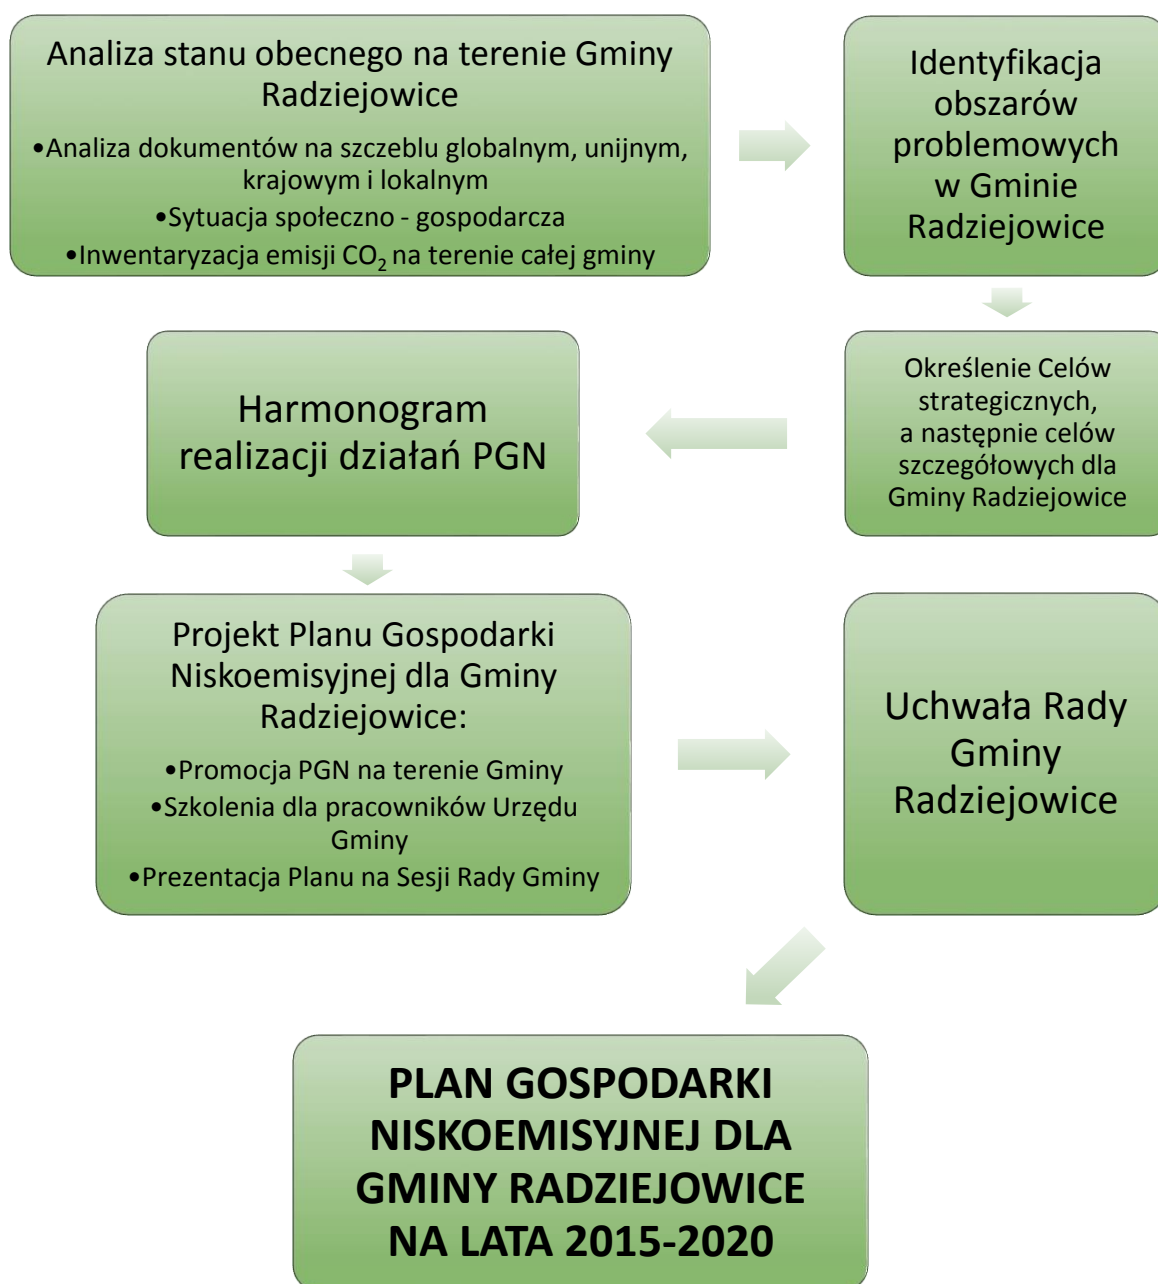 Analiza stanu obecnego na terenie Gminy
Radziejowice
•Analiza dokumentów na szczeblu globalnym, unijnym,
krajowym i lokalnym
•Sytuacja społeczno - gospodarcza
•Inwentaryzacja emisji CO₂ na terenie całej gminy
Identyfikacja
obszarów
problemowych
w Gminie
Radziejowice
Określenie Celów
strategicznych,
a następnie celów
szczegółowych dla
Gminy Radziejowice
Harmonogram
realizacji działań PGN
Projekt Planu Gospodarki
Niskoemisyjnej dla Gminy
Radziejowice:
•Promocja PGN na terenie Gminy
•Szkolenia dla pracowników Urzędu
Gminy
•Prezentacja Planu na Sesji Rady Gminy
Uchwała Rady
Gminy
Radziejowice
PLAN GOSPODARKI
NISKOEMISYJNEJ DLA
GMINY RADZIEJOWICE
NA LATA 2015-2020